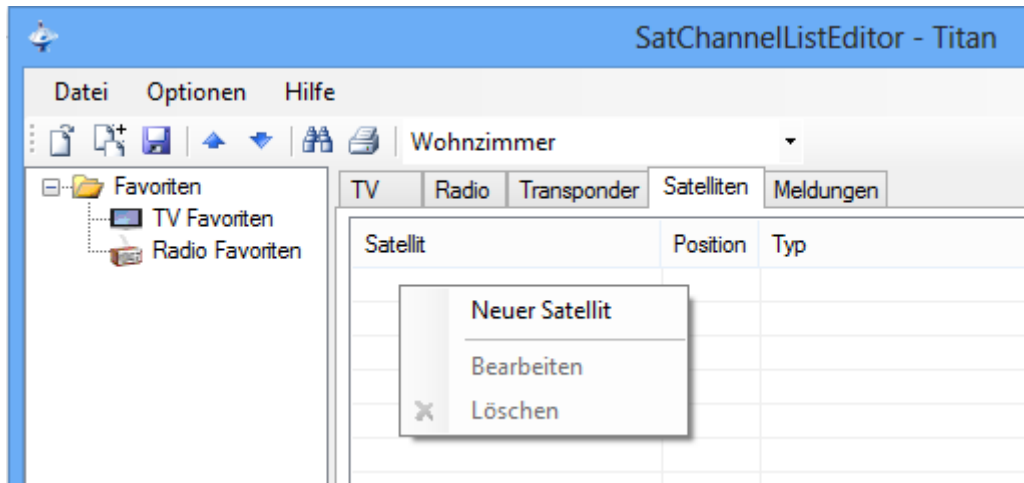 SatChannelListEditor - Titan
Datei Optionen Hilfe
Wohnzimmer
Favoriten
TV Favoriten
Radio Favoriten
TV Radio Transponder Satelliten Meldungen
Satellit Position Typ
Neuer Satellit
Bearbeiten
Löschen